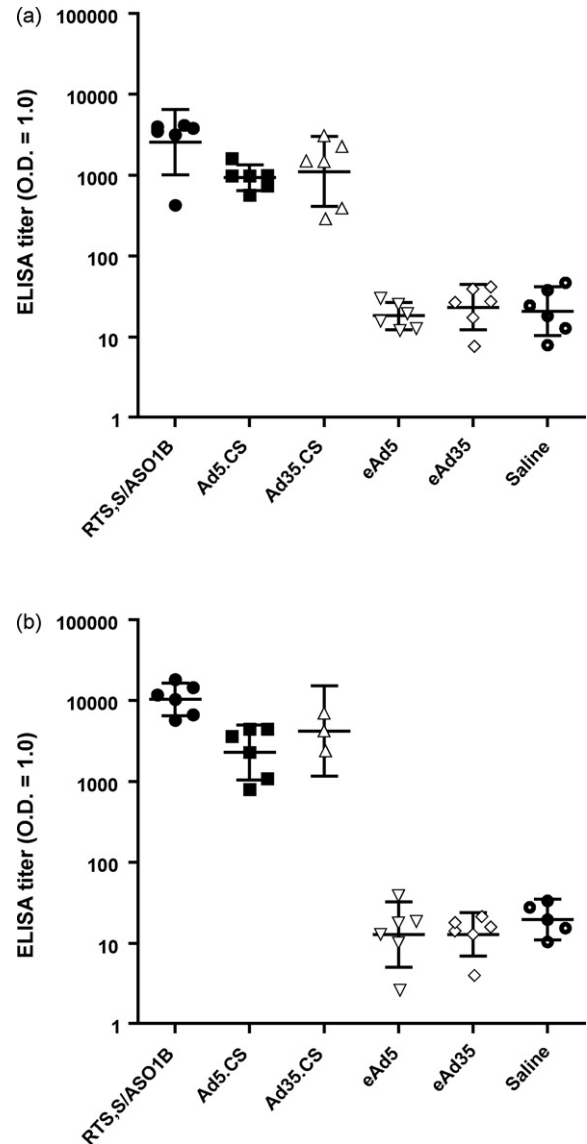 (a)
100000
10000
1000
100
10
1
ELISA titer (O.D. = 1.0)
RTS,S/ASO1B
Ad5.CS
Ad35.CS
eAd5
eAd35
Saline
(b)
100000
10000
1000
100
10
1
ELISA titer (O.D. = 1.0)
RTS,S/ASO1B
Ad5.CS
Ad35.CS
eAd5
eAd35
Saline